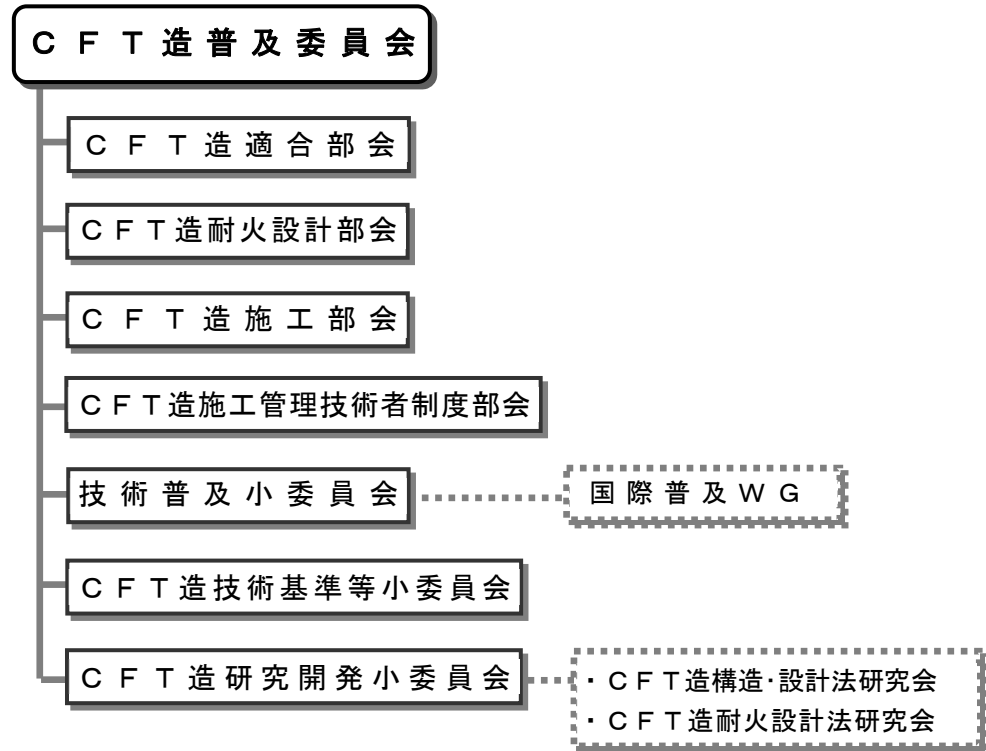 ＣＦＴ造普及委員会
ＣＦＴ造適合部会
ＣＦＴ造耐火設計部会
ＣＦＴ造施工部会
ＣＦＴ造施工管理技術者制度部会
技術普及小委員会
国際普及ＷＧ
ＣＦＴ造技術基準等小委員会
ＣＦＴ造研究開発小委員会
・ＣＦＴ造構造・設計法研究会
・ＣＦＴ造耐火設計法研究会